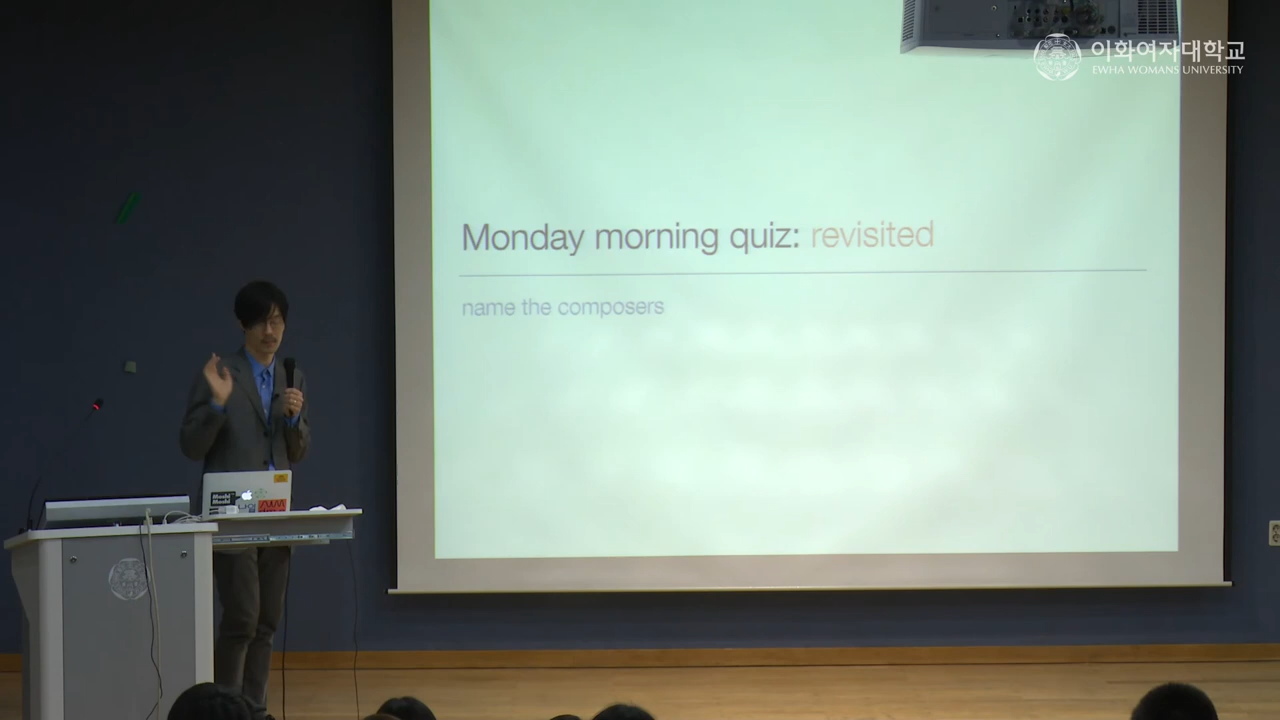 이화여자대학교
EWHA WOMANS UNIVERSITY
Monday morning quiz: revisited
name the composers